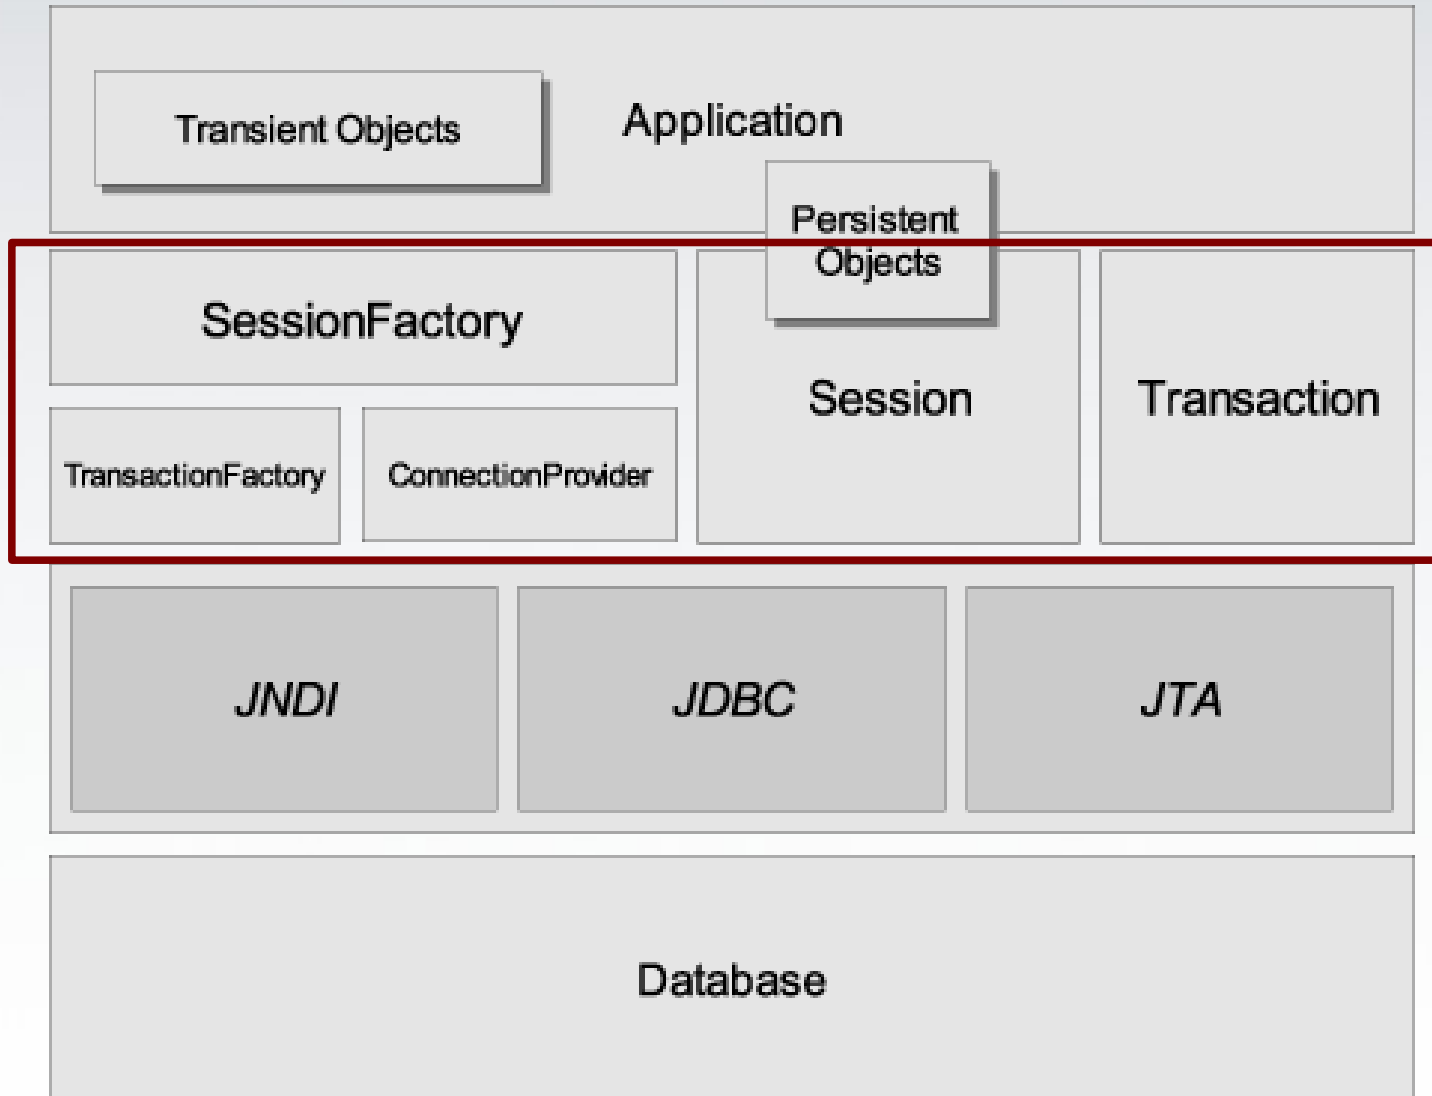 Transient Objects
Application
Persistent
Objects
SessionFactory
Session
Transaction
TransactionFactory
ConnectionProvider
JNDI
JDBC
JTA
Database